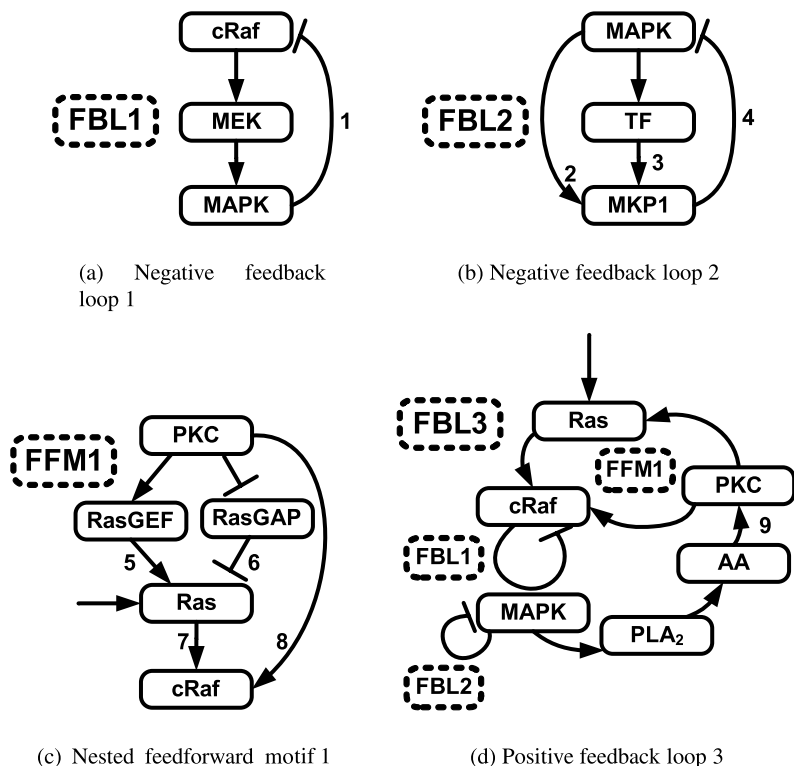 cRaf
FBL1
MEK
1
MAPK
(a) Negative feedback
loop 1
MAPK
FBL2
TF
4
2
3
MKP1
(b) Negative feedback loop 2
PKC
FFM1
RasGEF
RasGAP
5
6
Ras
7
8
cRaf
(c) Nested feedforward motif 1
FBL3
Ras
FFM1
PKC
cRaf
9
FBL1
AA
MAPK
PLA₂
FBL2
(d) Positive feedback loop 3